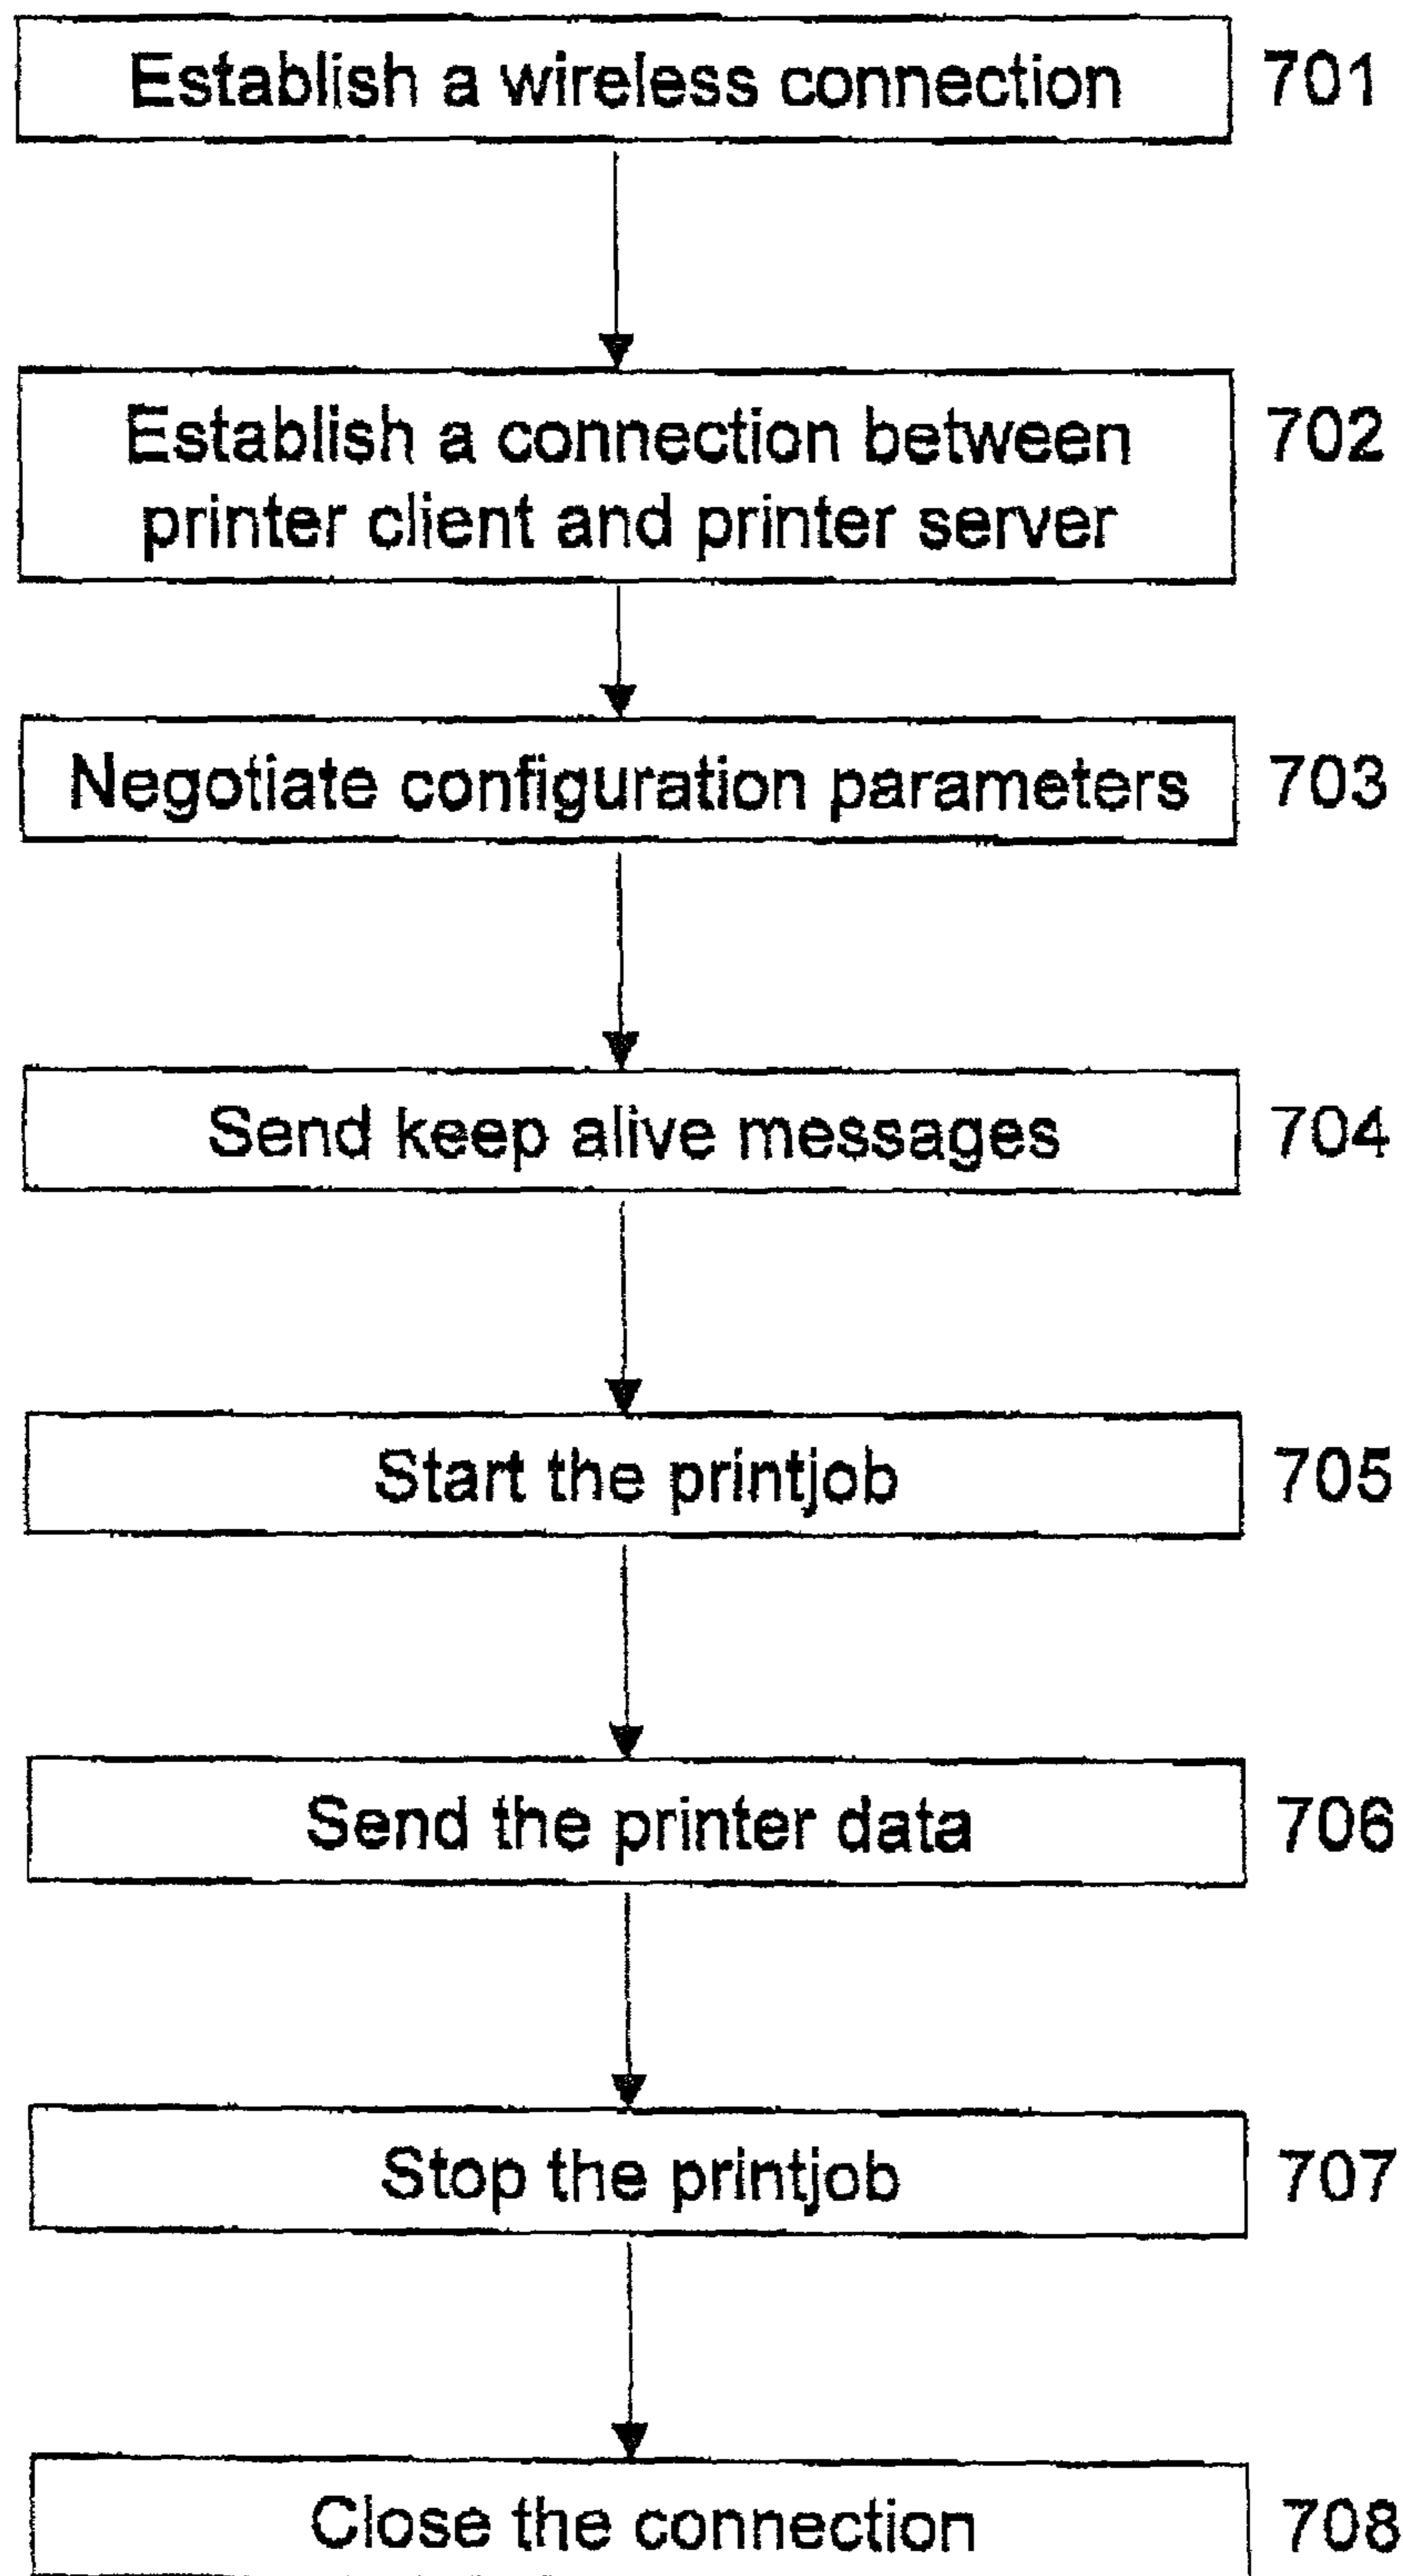 Establish a wireless connection 701
Establish a connection between 702
printer client and printer server
Negotiate configuration parameters 703
Send keep alive messages 704
Start the printjob 705
Send the printer data 706
Stop the printjob 707
Close the connection 708